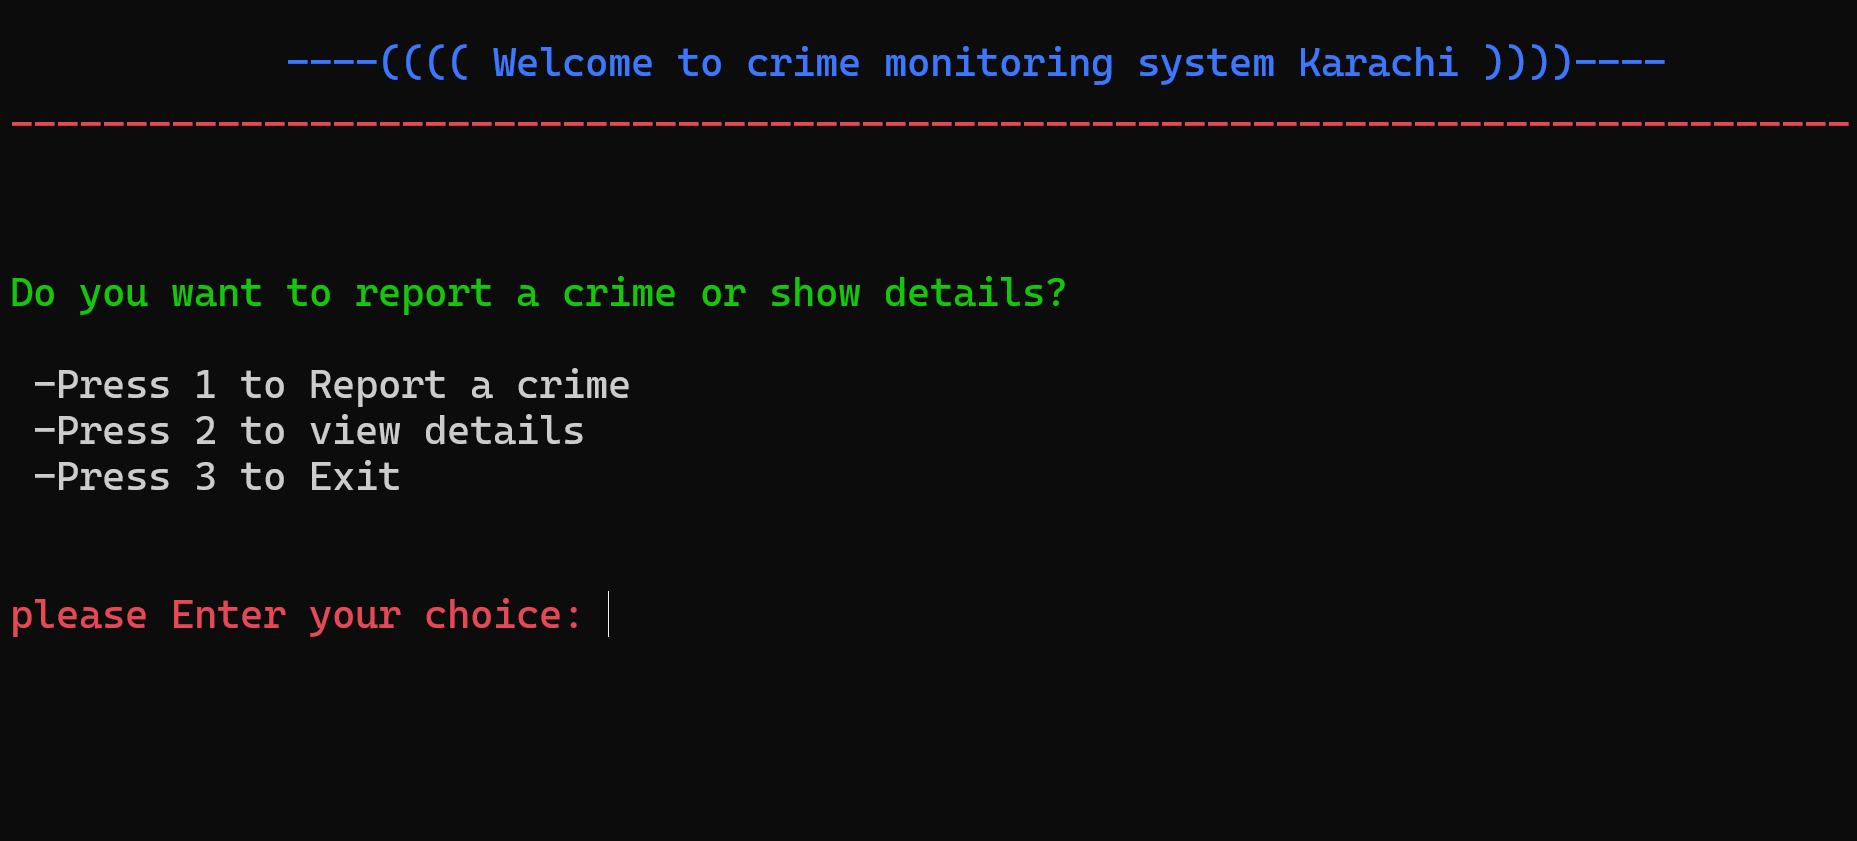 ----(((( Welcome to crime monitoring system Karachi ))))----
--------------------------------------------------------------------------------
Do you want to report a crime or show details?
-Press 1 to Report a crime
-Press 2 to view details
-Press 3 to Exit
please Enter your choice: